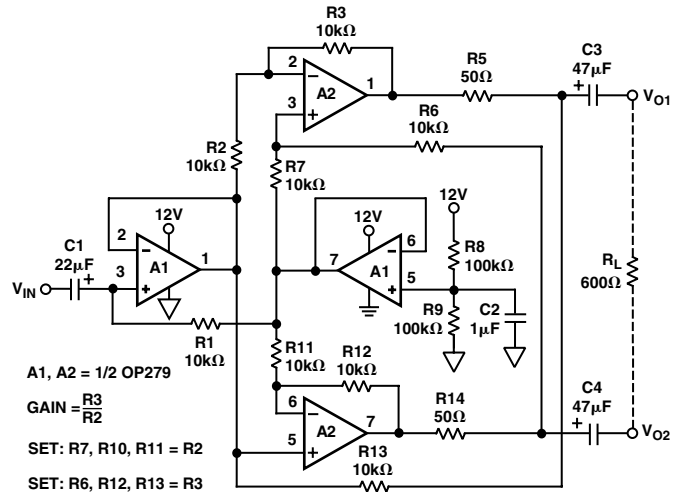 R3
10kΩ
2
A2
1
3
R5
50Ω
C3
47µF
+
VO1
R6
10kΩ
R2
10kΩ
R7
10kΩ
12V
2
A1
1
3
C1
22µF
+
VIN
12V
7
A1
6
5
12V
R8
100kΩ
R9
100kΩ
C2
1µF
RL
600Ω
R1
10kΩ
R11
10kΩ
R12
10kΩ
6
A2
7
5
R14
50Ω
C4
47µF
+
VO2
R13
10kΩ
A1, A2 = 1/2 OP279
GAIN = R3
R2
SET: R7, R10, R11 = R2
SET: R6, R12, R13 = R3